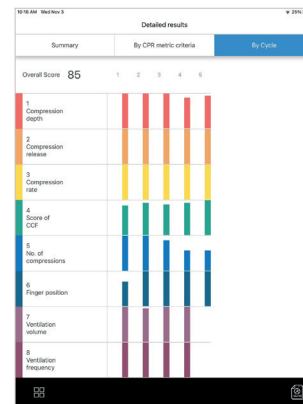 10:18 AM Wed Nov 3
25%
Detailed results
Summary
By CPR metric criteria
By Cycle
Overall Score 85
1 2 3 4 5
1
Compression
depth
2
Compression
release
3
Compression
rate
4
Score of
CCF
5
No. of
compressions
6
Finger position
7
Ventilation
volume
8
Ventilation
frequency